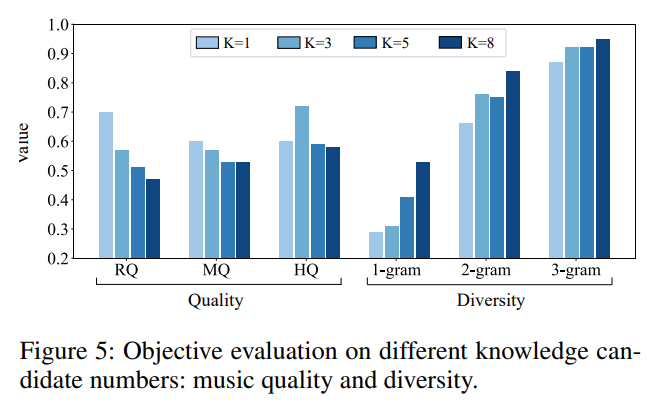 1.0
0.9
0.8
0.7
0.6
0.5
0.4
0.3
0.2
value
K=1 K=3 K=5 K=8
RQ MQ HQ 1-gram 2-gram 3-gram
Quality Diversity
Figure 5: Objective evaluation on different knowledge can-
didate numbers: music quality and diversity.